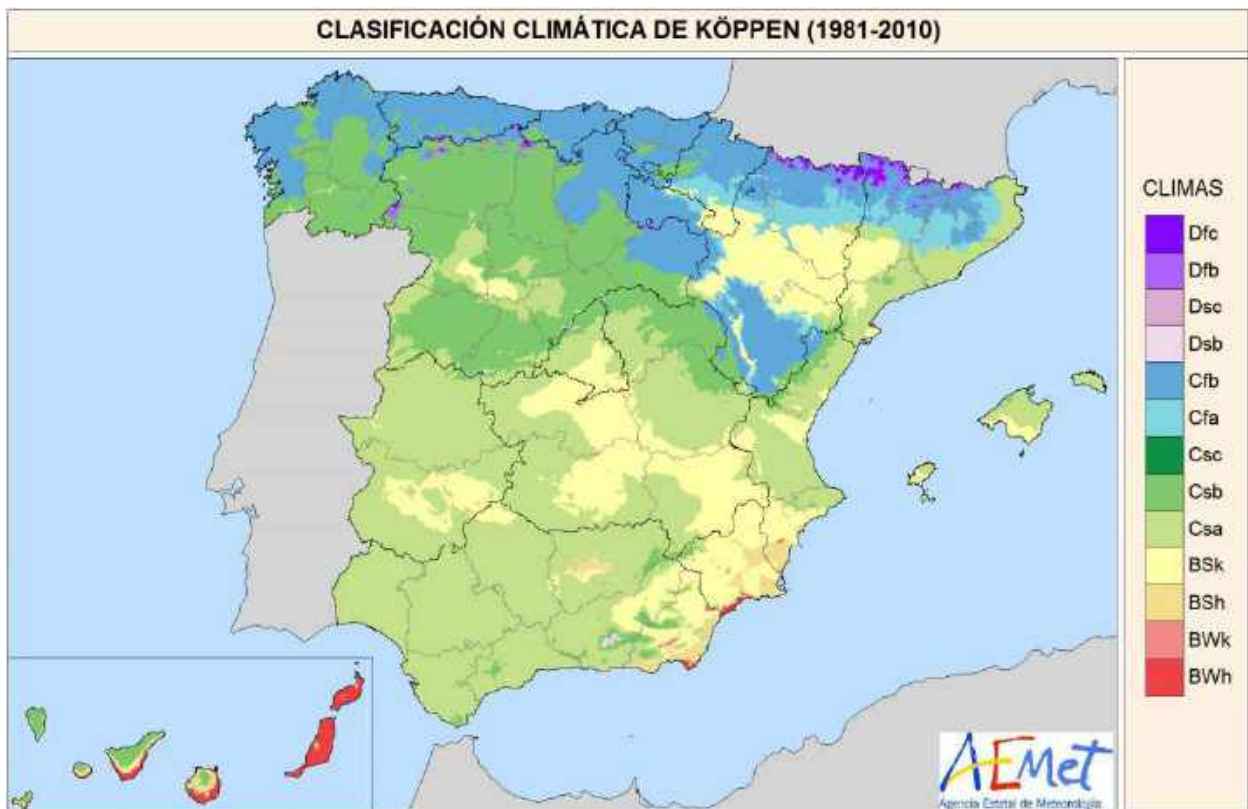 CLASIFICACIÓN CLIMÁTICA DE KÖPPEN (1981-2010)
CLIMAS
Dfc
Dfb
Dsc
Dsb
Cfb
Cfa
Csc
Csb
Csa
BSk
BSh
BWk
BWh
AEMet
Agencia Estatal de Meteorología